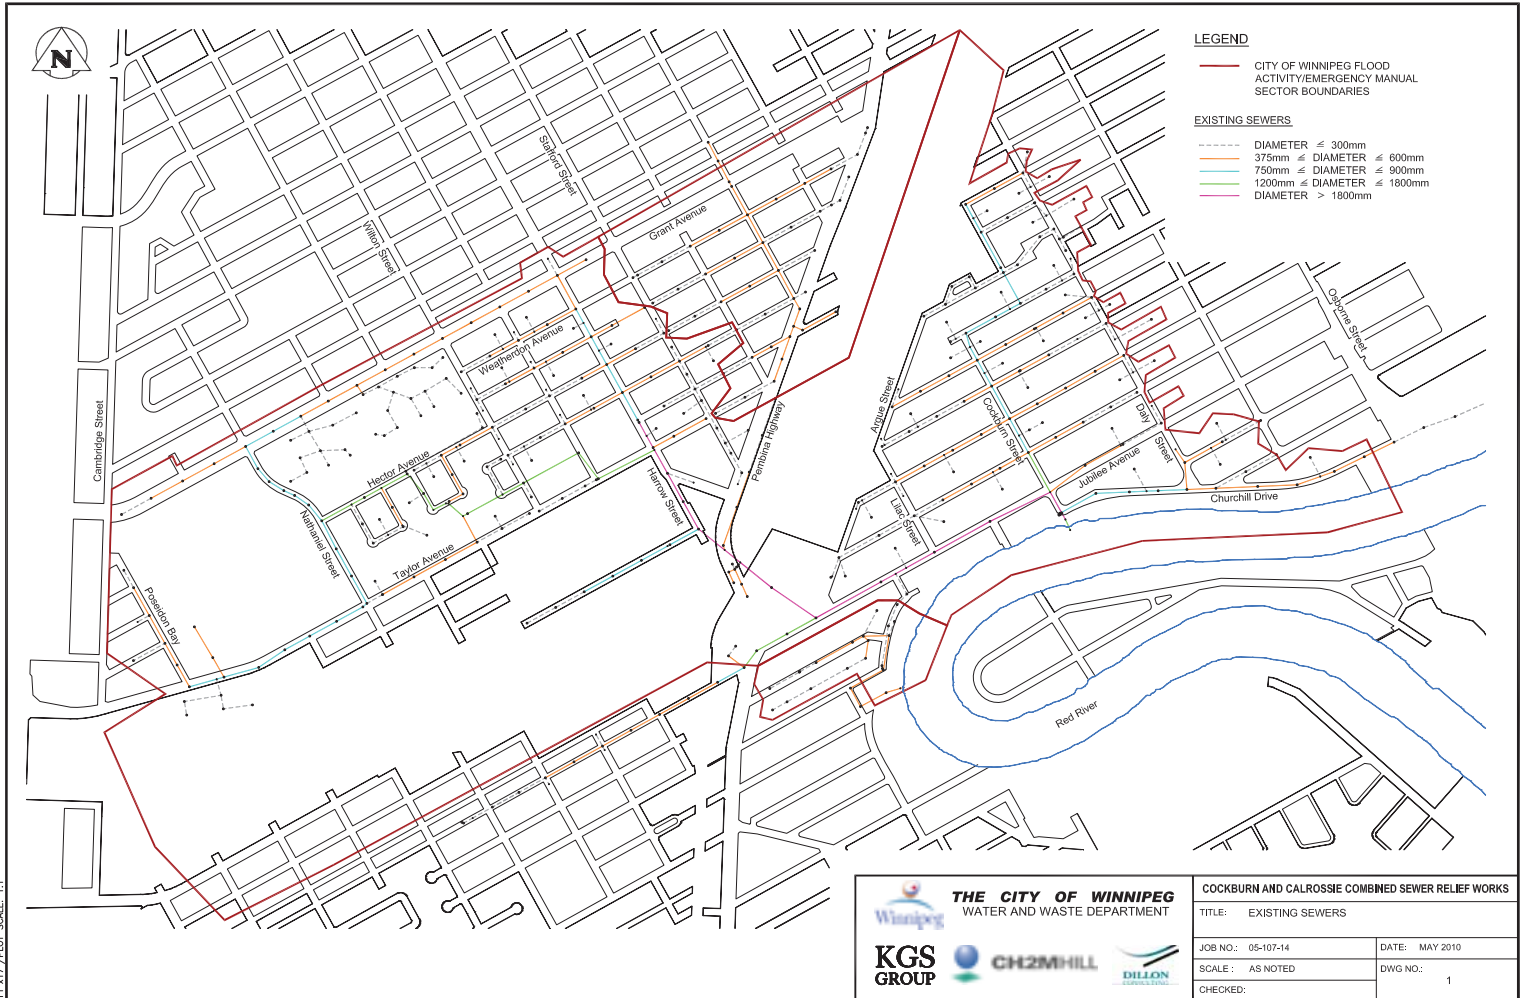 N
LEGEND
CITY OF WINNIPEG FLOOD
ACTIVITY/EMERGENCY MANUAL
SECTOR BOUNDARIES
EXISTING SEWERS
DIAMETER ≤ 300mm
375mm ≤ DIAMETER ≤ 600mm
750mm ≤ DIAMETER ≤ 900mm
1200mm ≤ DIAMETER ≤ 1800mm
DIAMETER > 1800mm
Stafford Street
Wilton Street
Grant Avenue
Osborne Street
Weatherdon Avenue
Cambridge Street
Argue Street
Cockburn Street
Daly Street
Pembina Highway
Hector Avenue
Jubilee Avenue
Harrow Street
Churchill Drive
Nathaniel Street
Lilac Street
Taylor Avenue
Poseidon Bay
Red River
Winnipeg
THE CITY OF WINNIPEG
WATER AND WASTE DEPARTMENT
KGS
GROUP
CH2MHILL
DILLON
CONSULTING
COCKBURN AND CALROSSIE COMBINED SEWER RELIEF WORKS
TITLE: EXISTING SEWERS
JOB NO.: 05-107-14
DATE: MAY 2010
SCALE : AS NOTED
DWG NO.:
1
CHECKED: